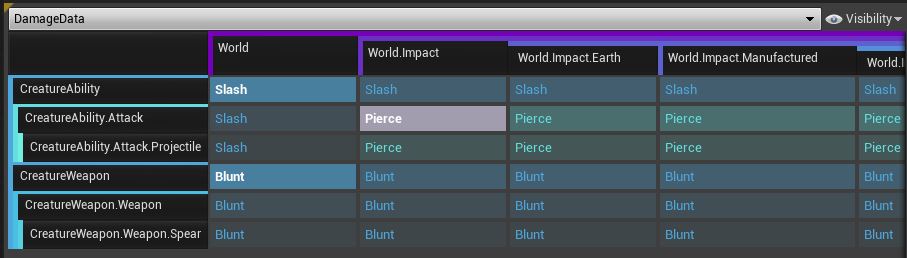 DamageData Visibility
World World.Impact World.Impact.Earth World.Impact.Manufactured
CreatureAbility Slash Slash Slash Slash Slash
CreatureAbility.Attack Slash Pierce Pierce Pierce Pierce
CreatureAbility.Attack.Projectile Slash Pierce Pierce Pierce Pierce
CreatureWeapon Blunt Blunt Blunt Blunt Blunt
CreatureWeapon.Weapon Blunt Blunt Blunt Blunt Blunt
CreatureWeapon.Weapon.Spear Blunt Blunt Blunt Blunt Blunt